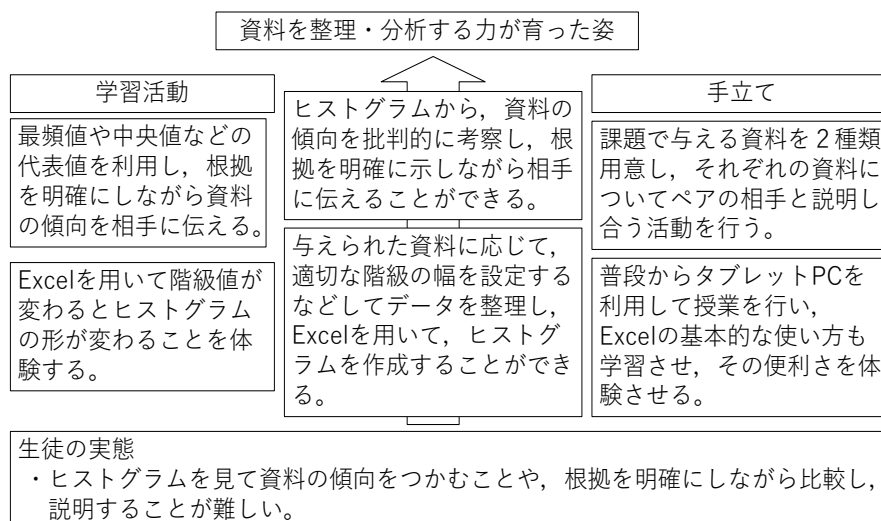 資料を整理・分析する力が育った姿
学習活動
最頻値や中央値などの
代表値を利用し，根拠
を明確にしながら資料
の傾向を相手に伝える。
Excelを用いて階級値が
変わるとヒストグラム
の形が変わることを体
験する。
ヒストグラムから，資料の
傾向を批判的に考察し，根
拠を明確に示しながら相手
に伝えることができる。
与えられた資料に応じて，
適切な階級の幅を設定する
などしてデータを整理し，
Excelを用いて，ヒストグ
ラムを作成することができ
る。
手立て
課題で与える資料を２種類
用意し，それぞれの資料に
ついてペアの相手と説明し
合う活動を行う。
普段からタブレットPCを
利用して授業を行い，
Excelの基本的な使い方も
学習させ，その便利さを体
験させる。
生徒の実態
・ヒストグラムを見て資料の傾向をつかむことや，根拠を明確にしながら比較し，
説明することが難しい。